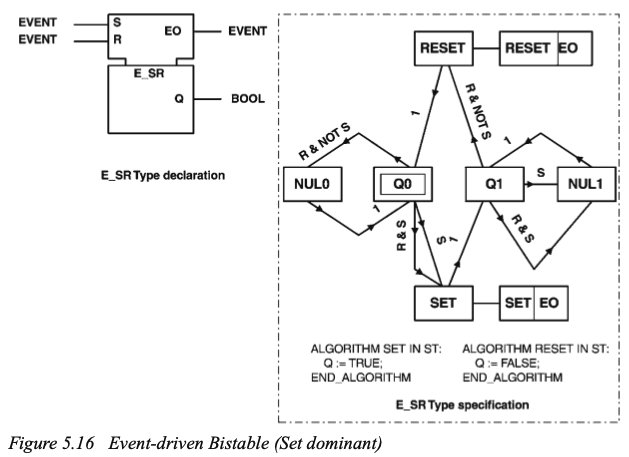 EVENT
EVENT
S
R
EO
EVENT
E_SR
Q
BOOL
E_SR Type declaration
RESET
RESET EO
1
R & NOT S
R & NOT S
1
NUL0
Q0
Q1
S
NUL1
1
R & S
S
1
R & S
SET
SET EO
ALGORITHM SET IN ST:
Q := TRUE;
END_ALGORITHM
ALGORITHM RESET IN ST:
Q := FALSE;
END_ALGORITHM
E_SR Type specification
Figure 5.16 Event-driven Bistable (Set dominant)